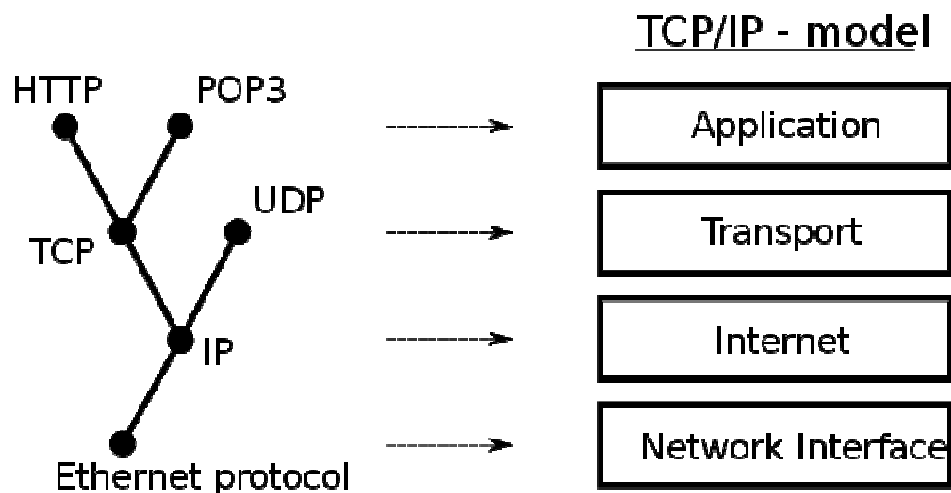 TCP/IP - model
HTTP
POP3
Application
UDP
TCP
Transport
IP
Internet
Ethernet protocol
Network Interface